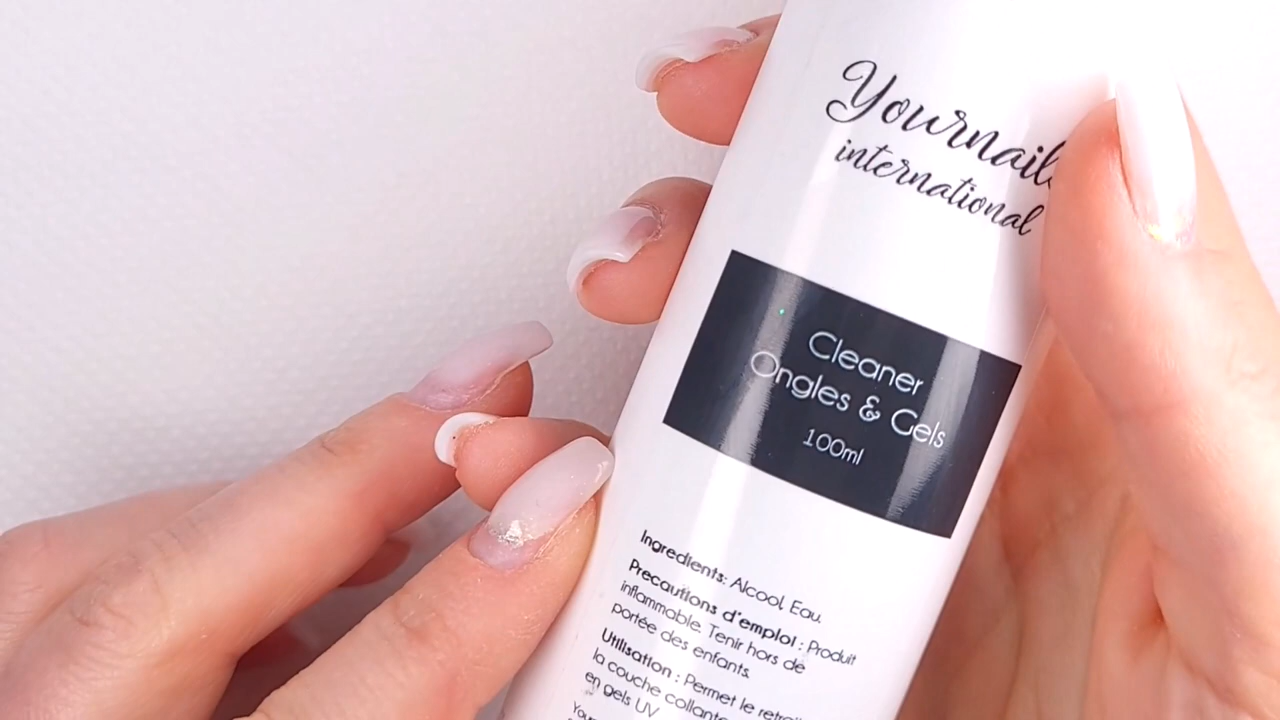 Yournails
international
Cleaner
Ongles & Gels
100ml
Ingredients: Alcool, Eau.
Precautions d'emploi : Produit
inflammable. Tenir hors de
portée des enfants.
Utilisation : Permet le
la couche collante
en gels UV